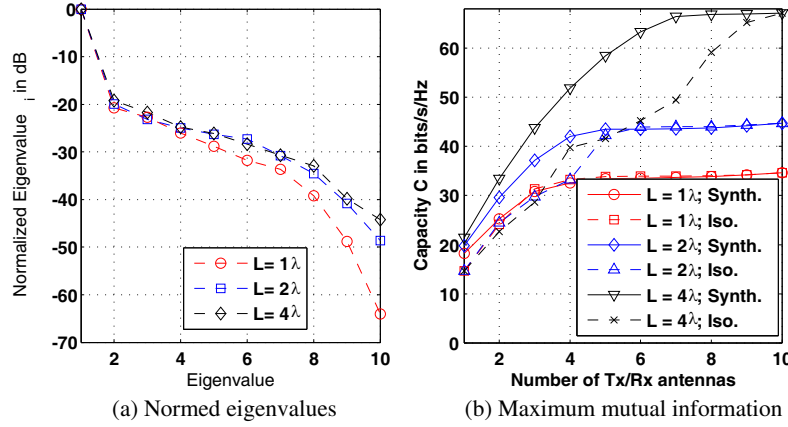 0
-10
-20
-30
-40
-50
-60
-70
2
4
6
8
10
Normalized Eigenvalue i in dB
Eigenvalue
L= 1λ
L= 2λ
L= 4λ
(a) Normed eigenvalues
60
50
40
30
20
10
0
2
4
6
8
10
Capacity C in bits/s/Hz
Number of Tx/Rx antennas
L = 1λ; Synth.
L = 1λ; Iso.
L = 2λ; Synth.
L = 2λ; Iso.
L = 4λ; Synth.
L = 4λ; Iso.
(b) Maximum mutual information